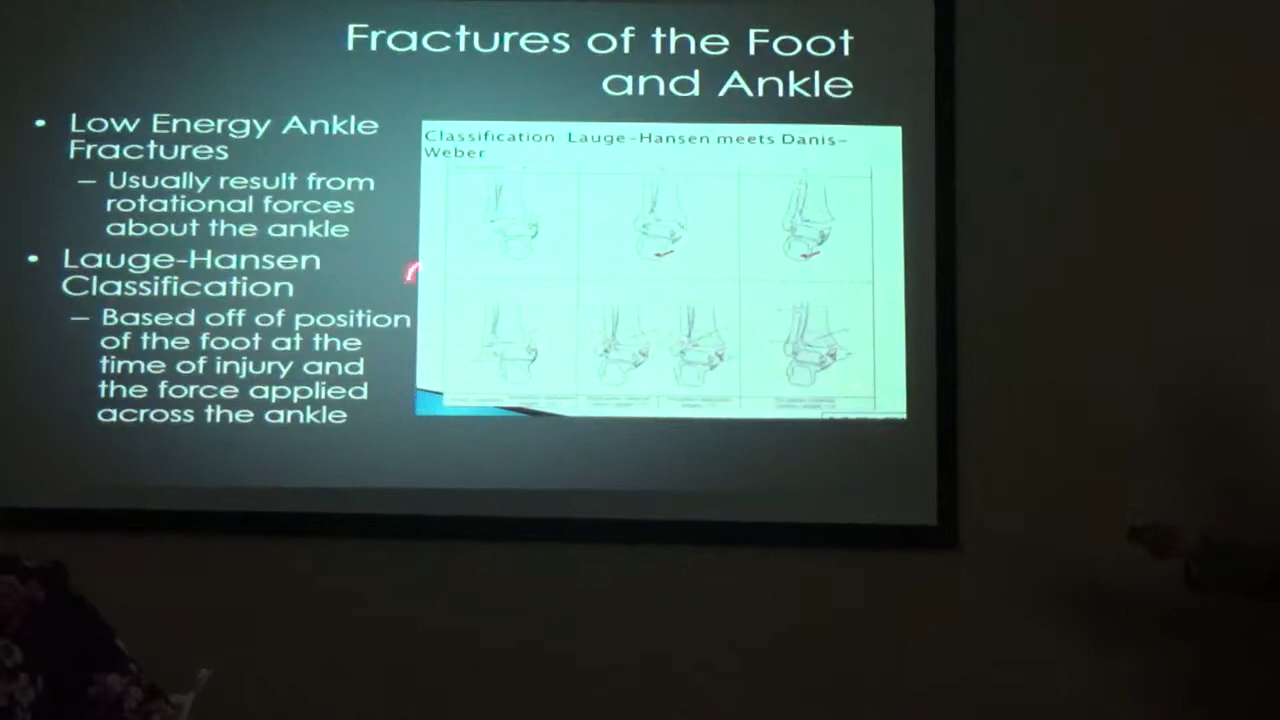 Fractures of the Foot
and Ankle
• Low Energy Ankle
Fractures
– Usually result from
rotational forces
about the ankle
• Lauge-Hansen
Classification
– Based off of position
of the foot at the
time of injury and
the force applied
across the ankle
Classification Lauge-Hansen meets Danis-
Weber